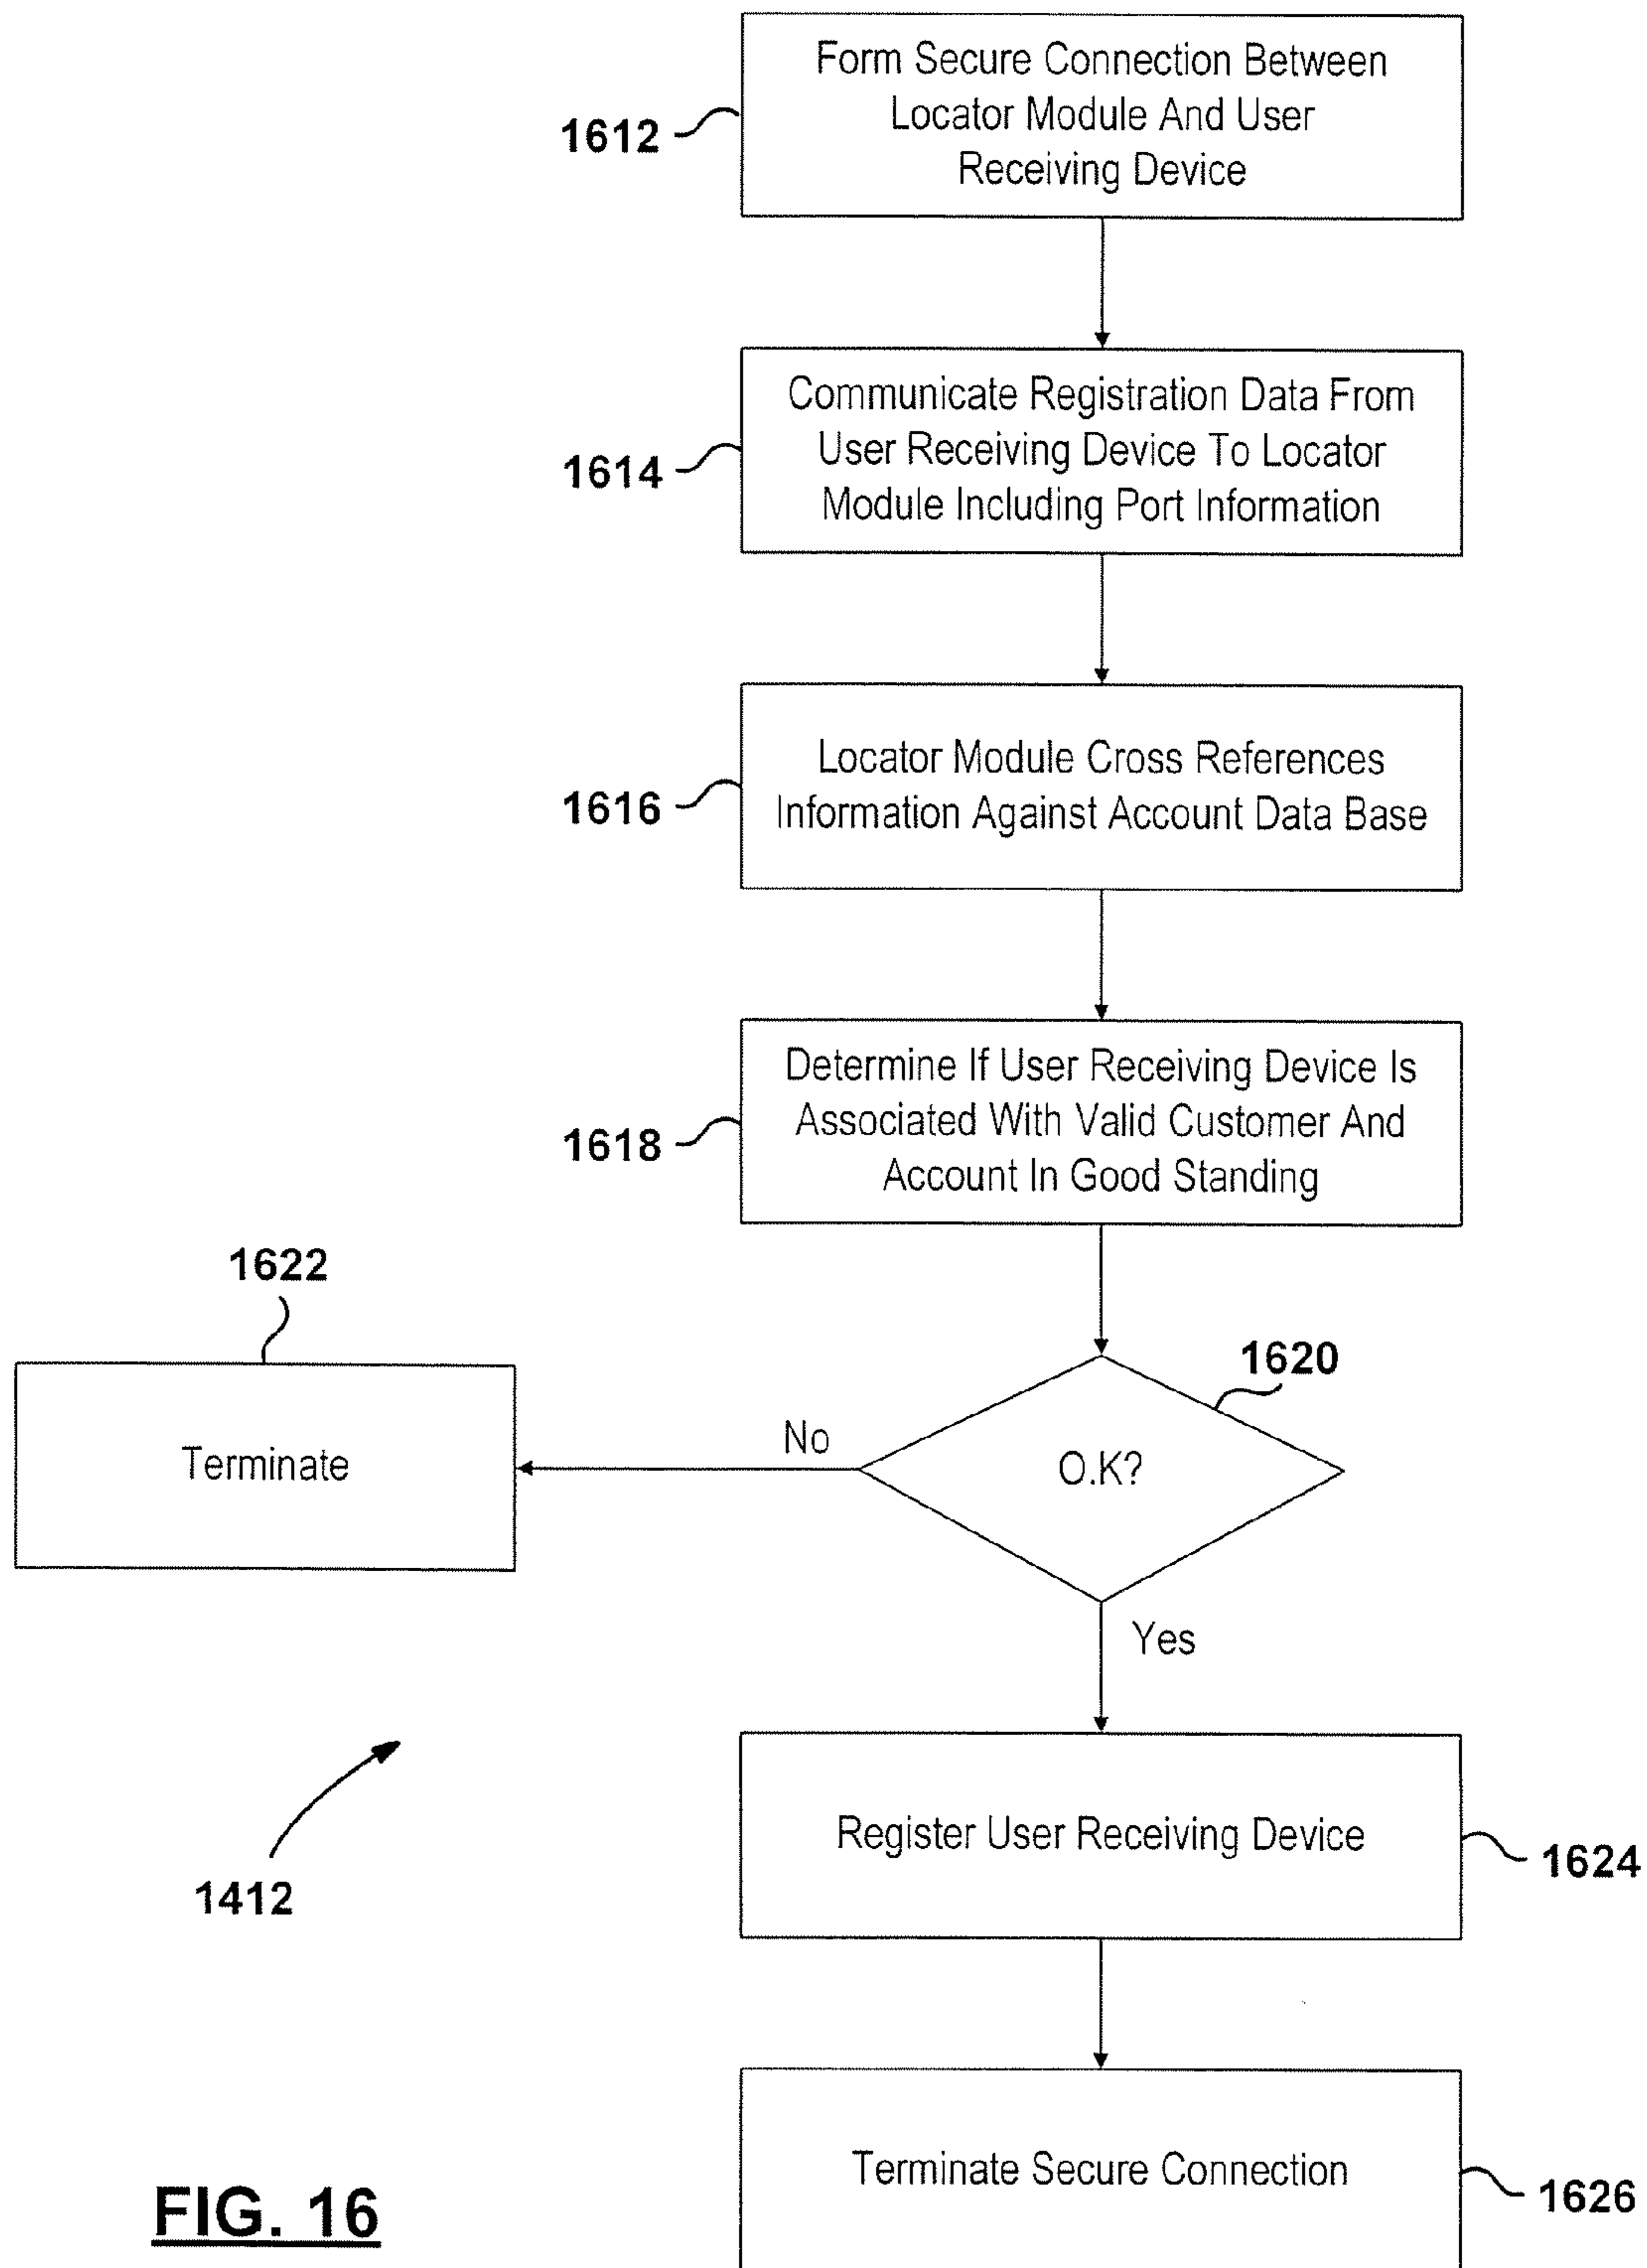 Form Secure Connection Between
Locator Module And User
Receiving Device
1612
Communicate Registration Data From
User Receiving Device To Locator
Module Including Port Information
1614
Locator Module Cross References
Information Against Account Data Base
1616
Determine If User Receiving Device Is
Associated With Valid Customer And
Account In Good Standing
1618
1622
Terminate
No
1620
O.K?
Yes
1412
Register User Receiving Device
1624
Terminate Secure Connection
1626
FIG. 16